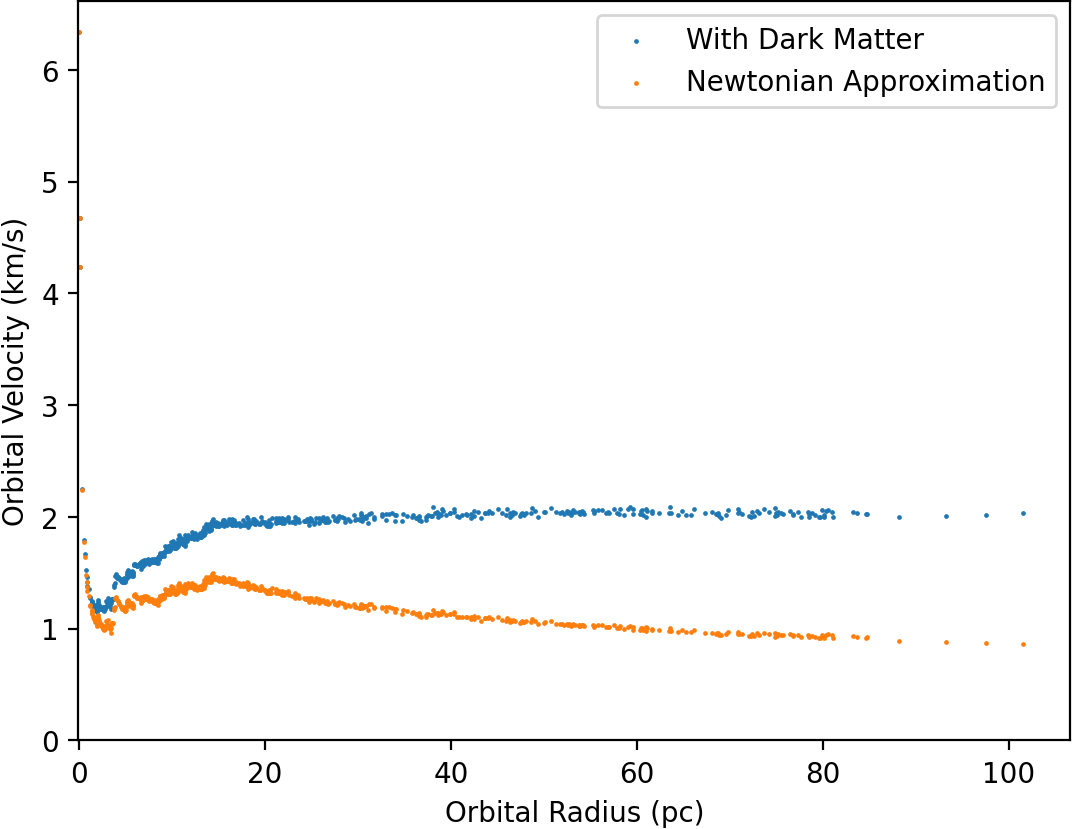 With Dark Matter
Newtonian Approximation
6
5
4
3
2
1
0
Orbital Velocity (km/s)
0 20 40 60 80 100
Orbital Radius (pc)